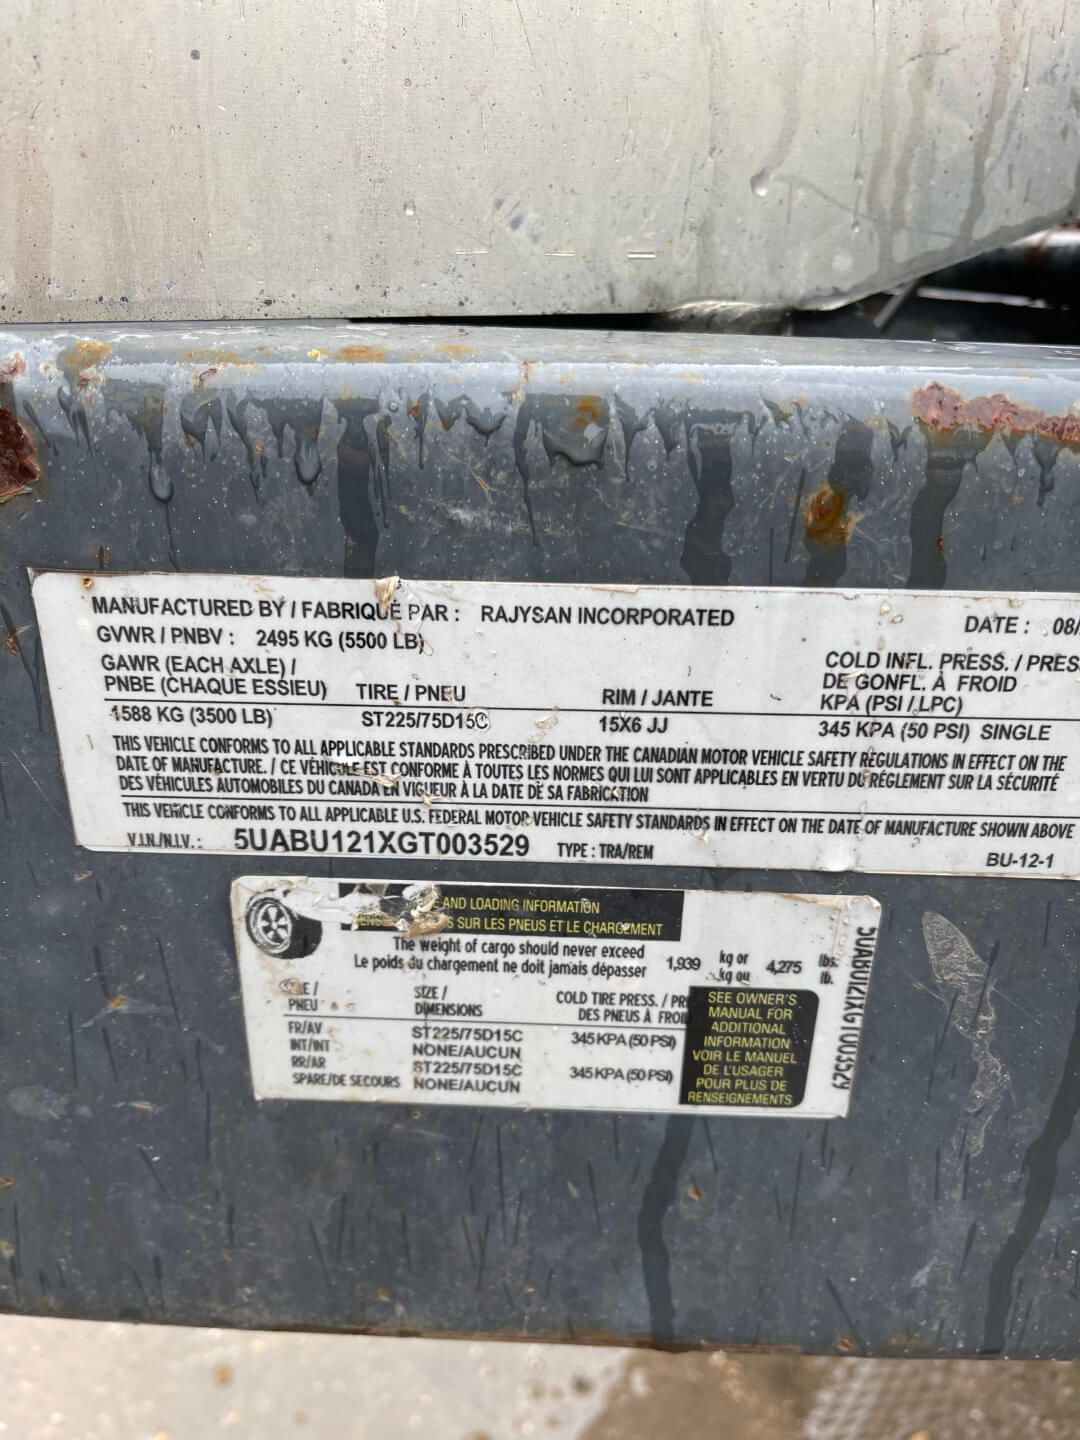 MANUFACTURED BY / FABRIQUÉ PAR : RAJYSAN INCORPORATED DATE : 08/
GVWR / PNBV : 2495 KG (5500 LB)
GAWR (EACH AXLE) /
PNBE (CHAQUE ESSIEU) TIRE / PNEU RIM / JANTE
COLD INFL. PRESS. / PRES
DE GONFL. À FROID
KPA (PSI / LPC)
1588 KG (3500 LB) ST225/75D15C 15X6 JJ 345 KPA (50 PSI) SINGLE
THIS VEHICLE CONFORMS TO ALL APPLICABLE STANDARDS PRESCRIBED UNDER THE CANADIAN MOTOR VEHICLE SAFETY REGULATIONS IN EFFECT ON THE
DATE OF MANUFACTURE. / CE VÉHICULE EST CONFORME À TOUTES LES NORMES QUI LUI SONT APPLICABLES EN VERTU DU RÉGLEMENT SUR LA SÉCURITÉ
DES VÉHICULES AUTOMOBILES DU CANADA EN VIGUEUR À LA DATE DE SA FABRICATION
THIS VEHICLE CONFORMS TO ALL APPLICABLE U.S. FEDERAL MOTOR VEHICLE SAFETY STANDARDS IN EFFECT ON THE DATE OF MANUFACTURE SHOWN ABOVE
V.I.N./N.I.V.: 5UABU121XGT003529 TYPE : TRA/REM BU-12-1
AND LOADING INFORMATION
SUR LES PNEUS ET LE CHARGEMENT
The weight of cargo should never exceed
Le poids du chargement ne doit jamais dépasser
1,939 kg or
kg ou 4,275 lbs.
lb.
PNEU
SIZE /
DIMENSIONS
COLD TIRE PRESS. / PR
DES PNEUS À FROI
FR/AV ST225/75D15C 345 KPA (50 PSI)
INT/INT NONE/AUCUN
RR/AR ST225/75D15C 345 KPA (50 PSI)
SPARE/DE SECOURS NONE/AUCUN
SEE OWNER'S
MANUAL FOR
ADDITIONAL
INFORMATION
VOIR LE MANUEL
DE L'USAGER
POUR PLUS DE
RENSEIGNEMENTS
5UABU121XGT003529